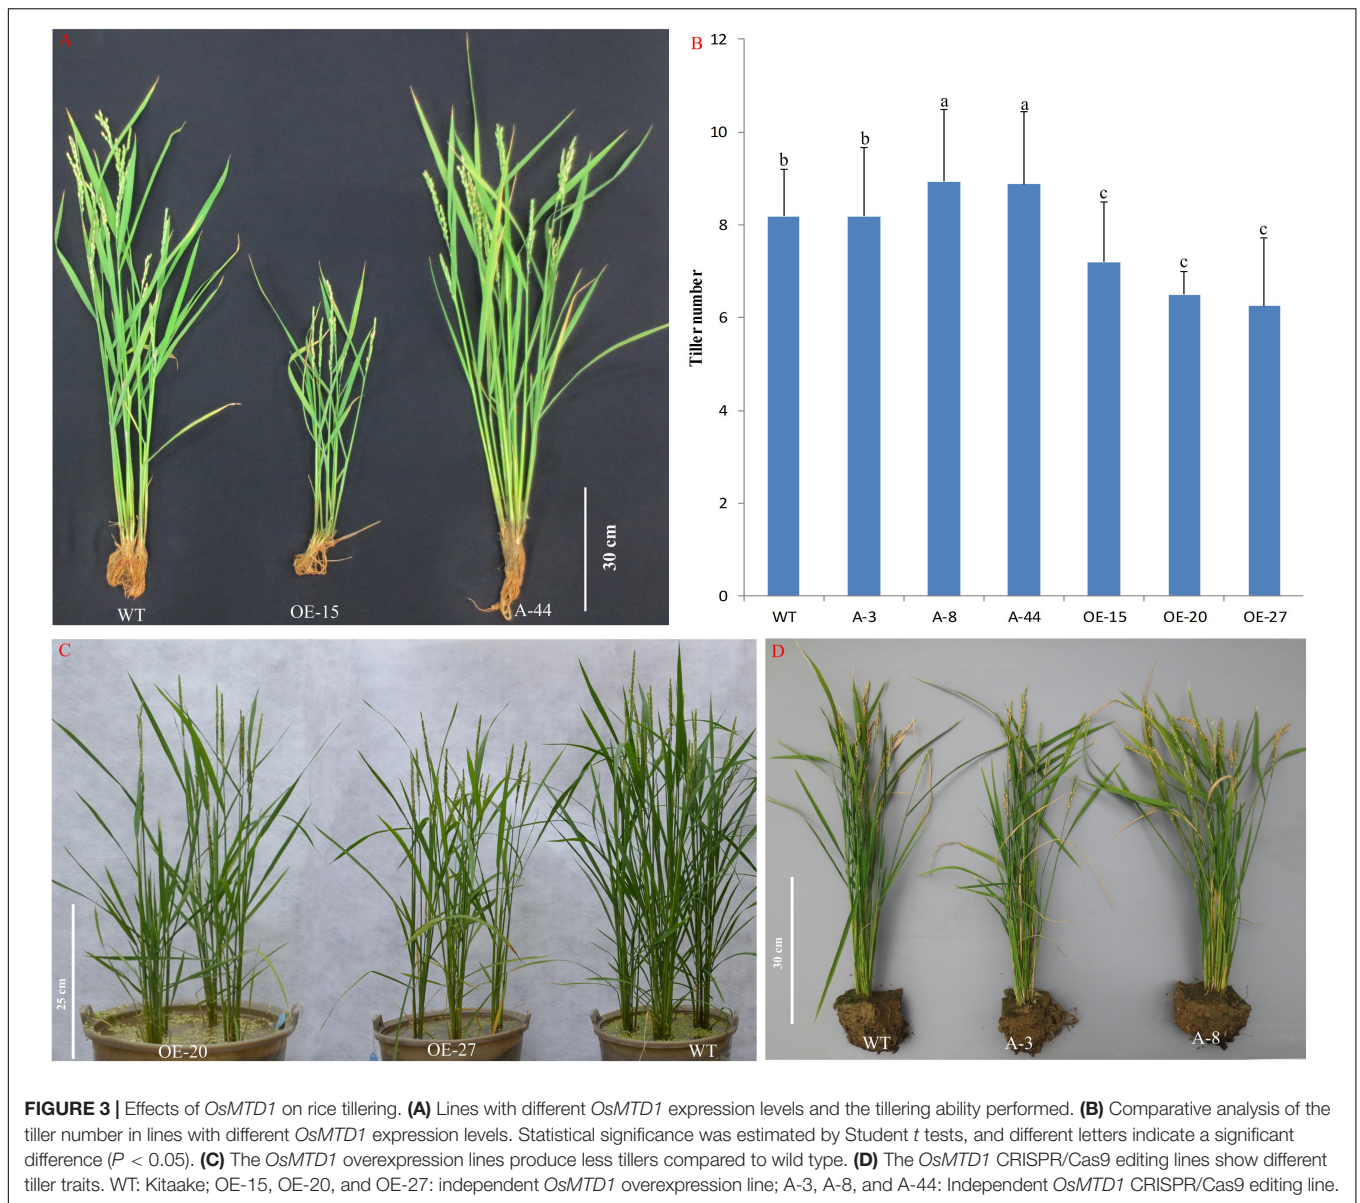 A
WT
OE-15
A-44
30 cm
B
12
10
8
6
4
2
0
Tiller number
b
b
a
a
c
c
c
WT
A-3
A-8
A-44
OE-15
OE-20
OE-27
C
25 cm
OE-20
OE-27
WT
D
30 cm
WT
A-3
A-8
FIGURE 3 | Effects of OsMTD1 on rice tillering. (A) Lines with different OsMTD1 expression levels and the tillering ability performed. (B) Comparative analysis of the
tiller number in lines with different OsMTD1 expression levels. Statistical significance was estimated by Student t tests, and different letters indicate a significant
difference (P < 0.05). (C) The OsMTD1 overexpression lines produce less tillers compared to wild type. (D) The OsMTD1 CRISPR/Cas9 editing lines show different
tiller traits. WT: Kitaake; OE-15, OE-20, and OE-27: independent OsMTD1 overexpression line; A-3, A-8, and A-44: Independent OsMTD1 CRISPR/Cas9 editing line.